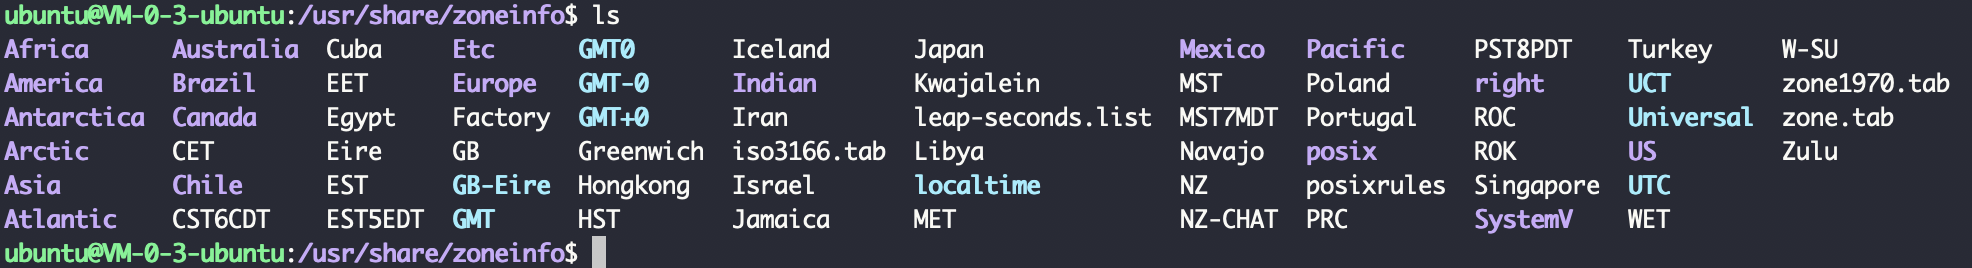 ubuntu@VM-0-3-ubuntu:/usr/share/zoneinfo$ ls
Africa Australia Cuba Etc GMT0 Iceland Japan Mexico Pacific PST8PDT Turkey W-SU
America Brazil EET Europe GMT-0 Indian Kwajalein MST Poland right UCT zone1970.tab
Antarctica Canada Egypt Factory GMT+0 Iran leap-seconds.list MST7MDT Portugal ROC Universal zone.tab
Arctic CET Eire GB Greenwich iso3166.tab Libya Navajo posix ROK US Zulu
Asia Chile EST GB-Eire Hongkong Israel localtime NZ posixrules Singapore UTC
Atlantic CST6CDT EST5EDT GMT HST Jamaica MET NZ-CHAT PRC SystemV WET
ubuntu@VM-0-3-ubuntu:/usr/share/zoneinfo$